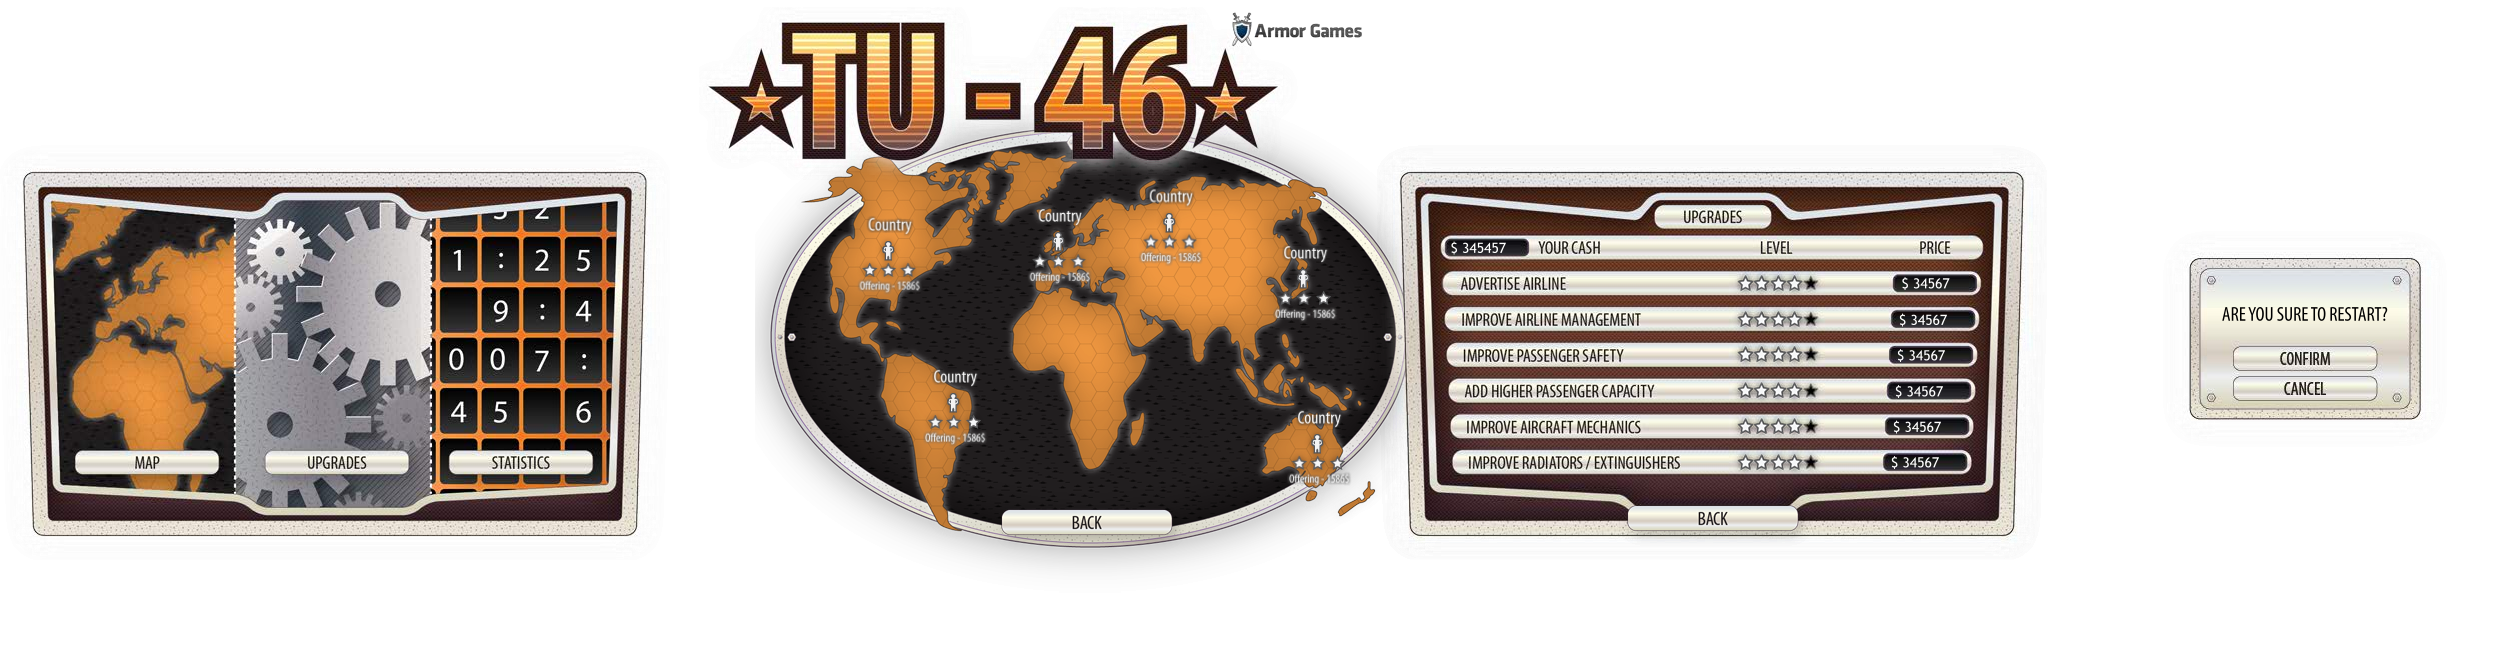 TU - 46
Armor Games
3 2
1 : 2 5
9 : 4
0 0 7 :
4 5 6
MAP
UPGRADES
STATISTICS
Country
Offering - 1586$
Country
Offering - 1586$
Country
Offering - 1586$
Country
Offering - 1586$
Country
Offering - 1586$
Country
Offering - 1586$
BACK
UPGRADES
$ 345457 YOUR CASH LEVEL PRICE
ADVERTISE AIRLINE $ 34567
IMPROVE AIRLINE MANAGEMENT $ 34567
IMPROVE PASSENGER SAFETY $ 34567
ADD HIGHER PASSENGER CAPACITY $ 34567
IMPROVE AIRCRAFT MECHANICS $ 34567
IMPROVE RADIATORS / EXTINGUISHERS $ 34567
BACK
ARE YOU SURE TO RESTART?
CONFIRM
CANCEL